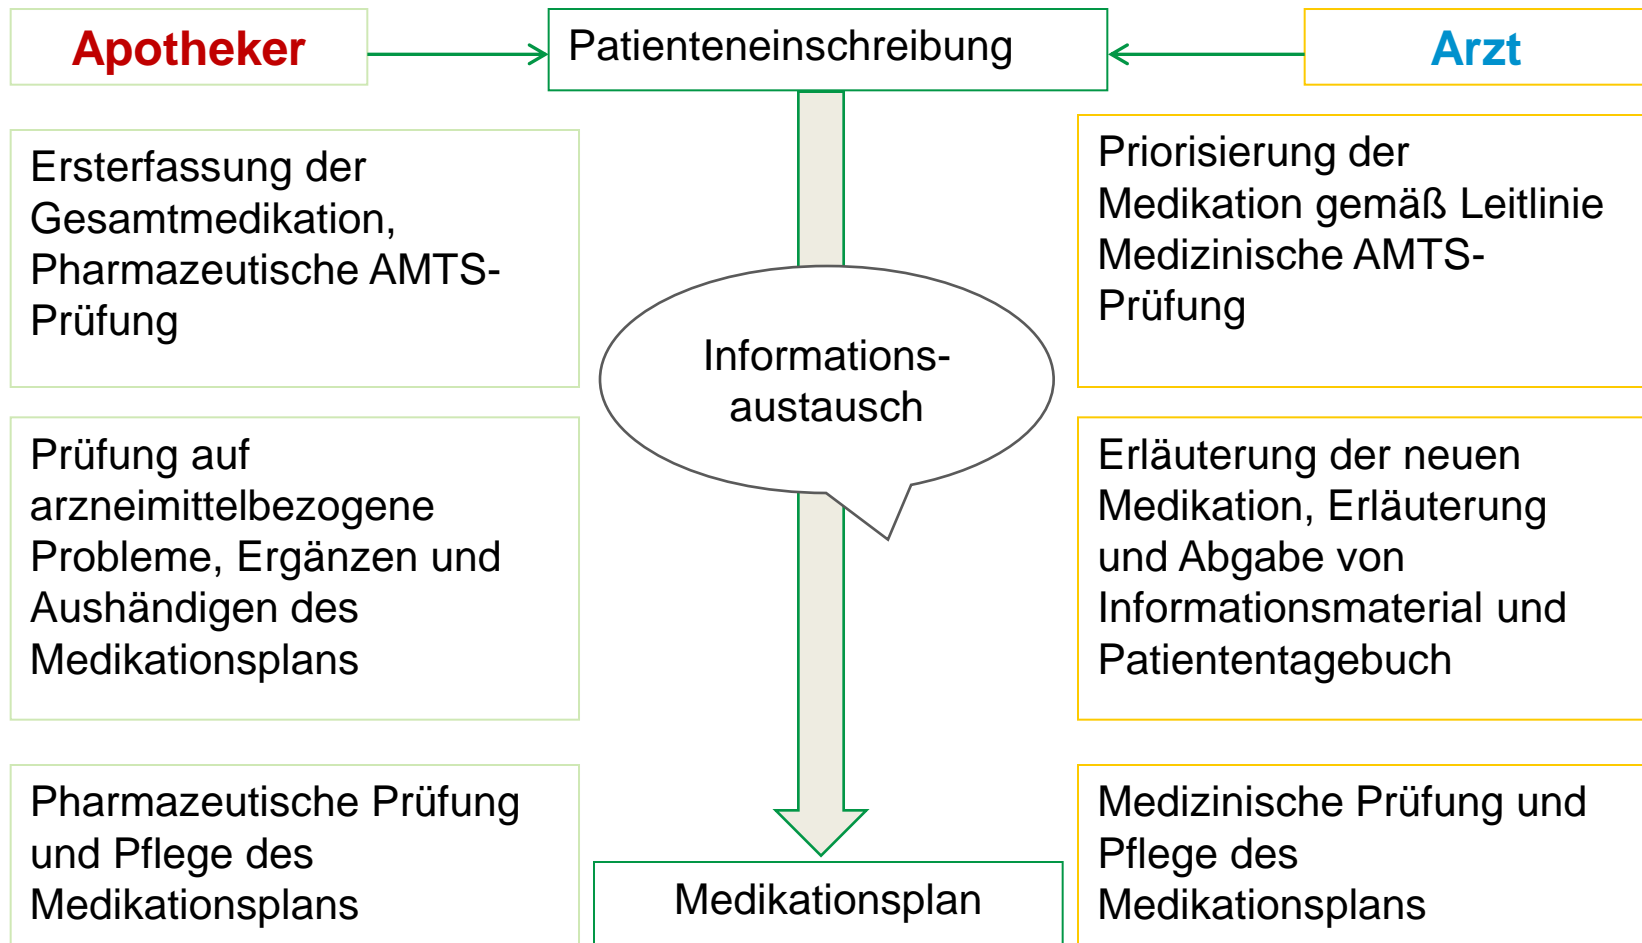 Apotheker
Patienteneinschreibung
Arzt
Ersterfassung der
Gesamtmedikation,
Pharmazeutische AMTS-
Prüfung
Priorisierung der
Medikation gemäß Leitlinie
Medizinische AMTS-
Prüfung
Informations-
austausch
Prüfung auf
arzneimittelbezogene
Probleme, Ergänzen und
Aushändigen des
Medikationsplans
Erläuterung der neuen
Medikation, Erläuterung
und Abgabe von
Informationsmaterial und
Patiententagebuch
Pharmazeutische Prüfung
und Pflege des
Medikationsplans
Medikationsplan
Medizinische Prüfung und
Pflege des
Medikationsplans